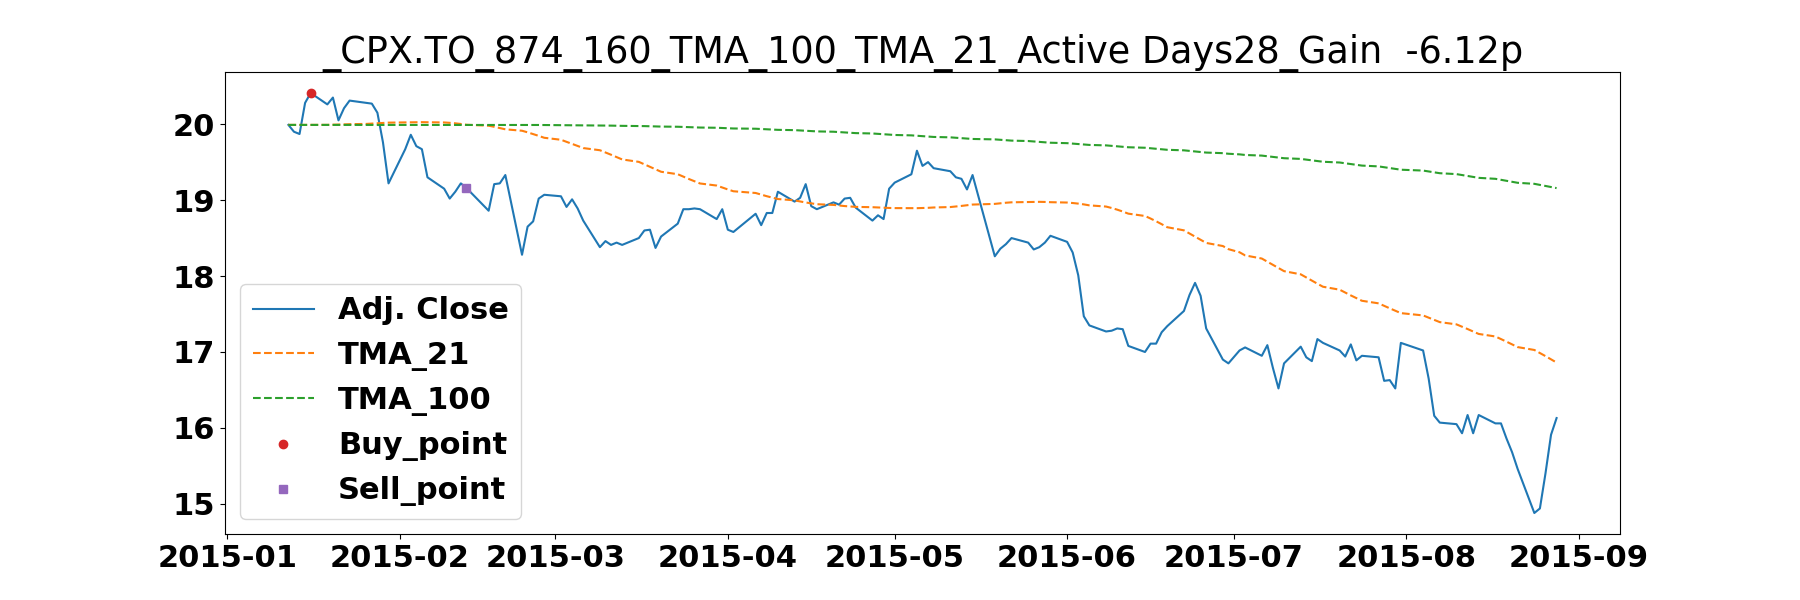 _CPX.TO_874_160_TMA_100_TMA_21_Active Days28_Gain  -6.12p
20
19
18
17
16
15
Adj. Close
TMA_21
TMA_100
Buy_point
Sell_point
2015-01 2015-02 2015-03 2015-04 2015-05 2015-06 2015-07 2015-08 2015-09